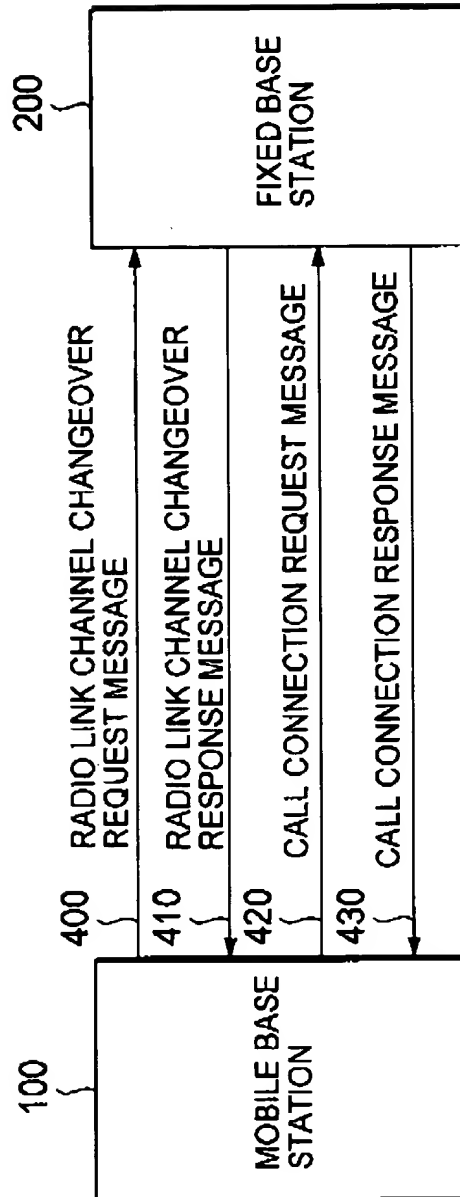 100
MOBILE BASE
STATION
400
RADIO LINK CHANNEL CHANGEOVER
REQUEST MESSAGE
410
RADIO LINK CHANNEL CHANGEOVER
RESPONSE MESSAGE
420
CALL CONNECTION REQUEST MESSAGE
430
CALL CONNECTION RESPONSE MESSAGE
200
FIXED BASE
STATION